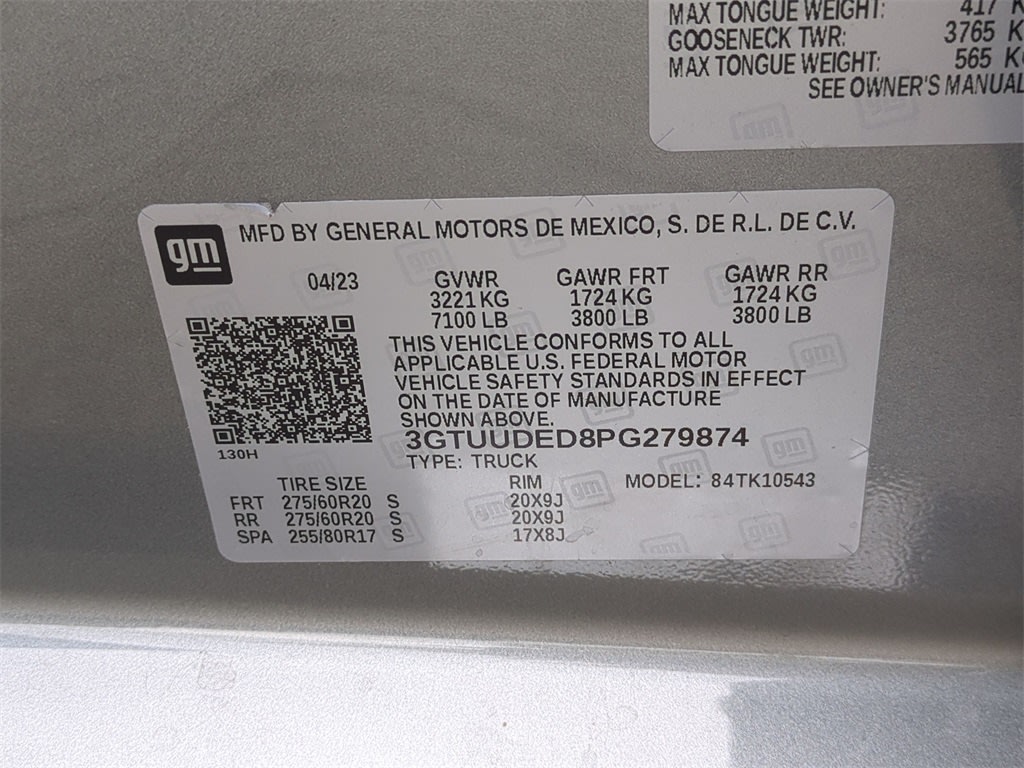 MAX TONGUE WEIGHT: 417
GOOSENECK TWR: 3765
MAX TONGUE WEIGHT: 565
SEE OWNER'S MANUAL
gm
MFD BY GENERAL MOTORS DE MEXICO, S. DE R.L. DE C.V.
04/23 GVWR GAWR FRT GAWR RR
3221 KG 1724 KG 1724 KG
7100 LB 3800 LB 3800 LB
THIS VEHICLE CONFORMS TO ALL
APPLICABLE U.S. FEDERAL MOTOR
VEHICLE SAFETY STANDARDS IN EFFECT
ON THE DATE OF MANUFACTURE
SHOWN ABOVE.
3GTUUDED8PG279874
130H
TYPE: TRUCK
TIRE SIZE RIM MODEL: 84TK10543
FRT 275/60R20 S 20X9J
RR 275/60R20 S 20X9J
SPA 255/80R17 S 17X8J